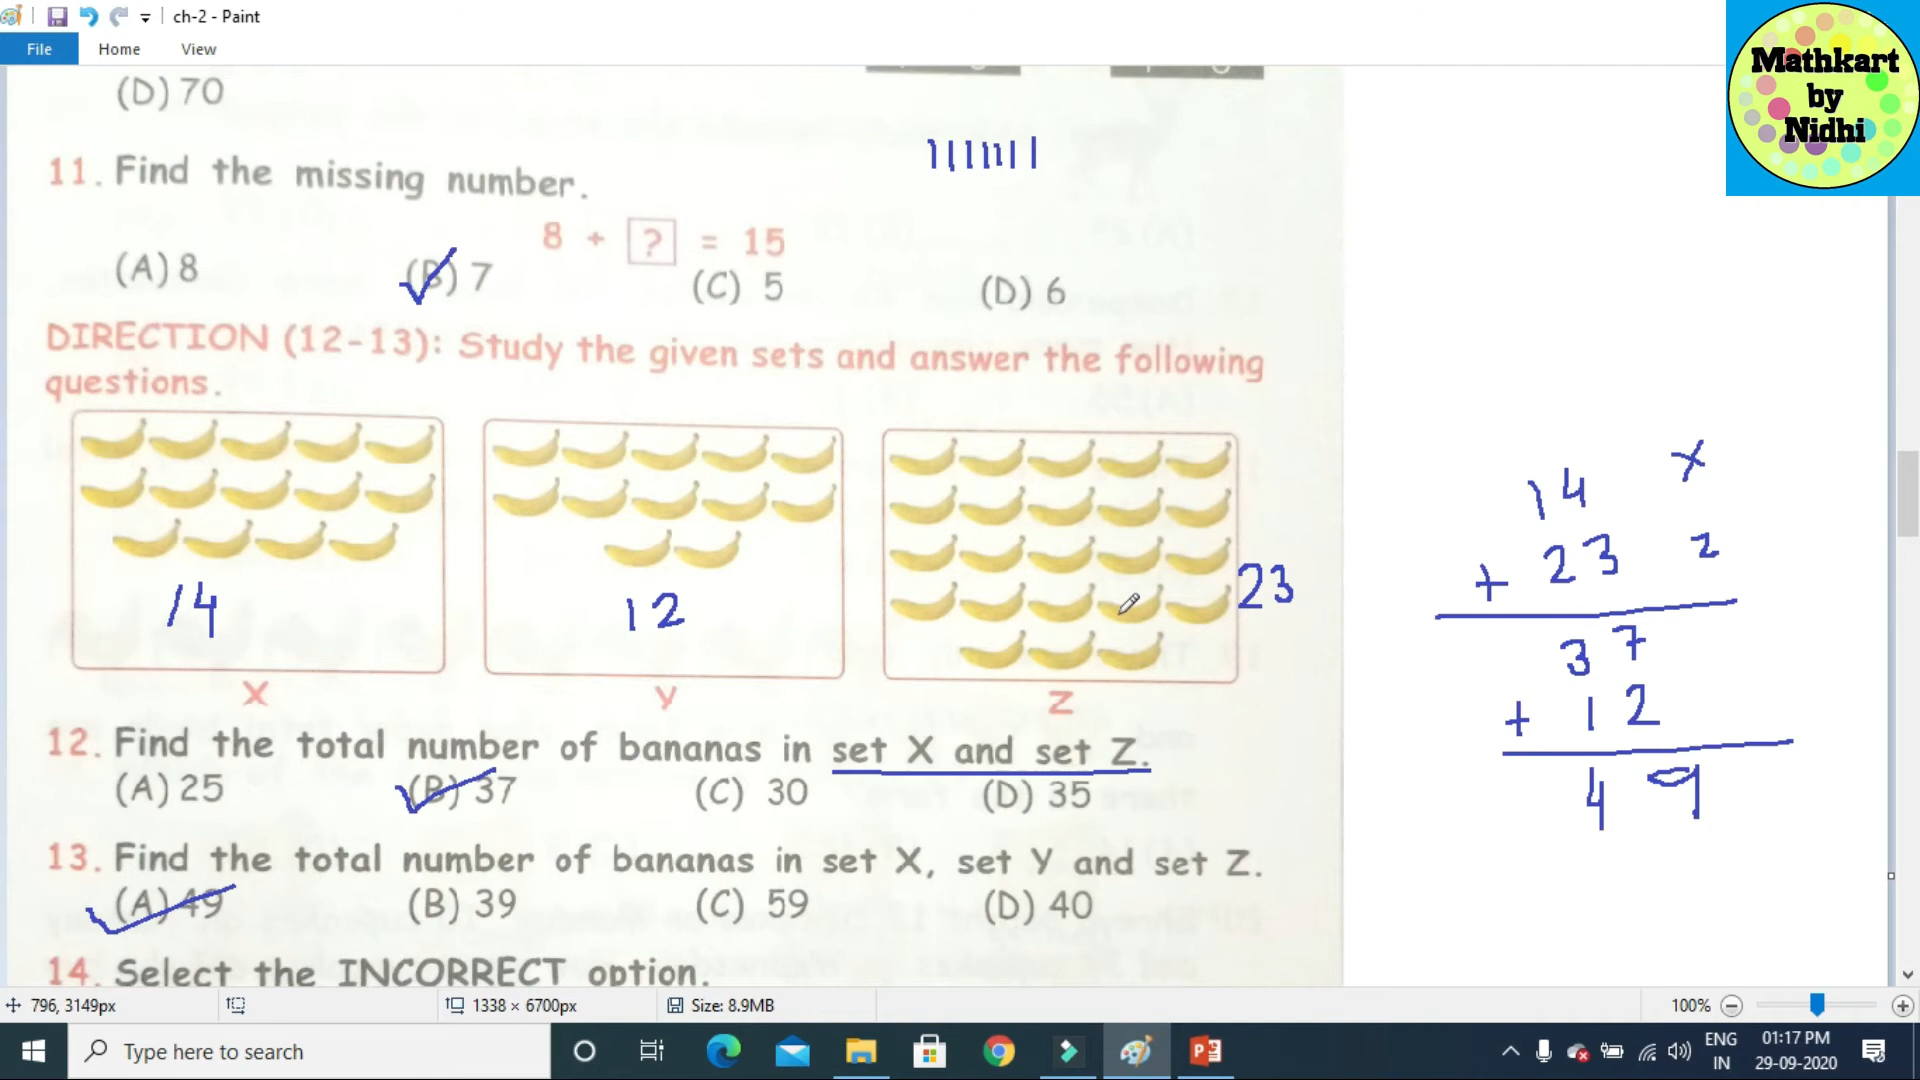 ch-2 - Paint
File Home View
Mathkart
by
Nidhi
(D) 70
11. Find the missing number.
8 + ? = 15
(A) 8 (B) 7 (C) 5 (D) 6
DIRECTION (12-13): Study the given sets and answer the following
questions.
14 12 23
X Y Z
14 X
+ 23 Z
37
+ 12
49
12. Find the total number of bananas in set X and set Z.
(A) 25 (B) 37 (C) 30 (D) 35
13. Find the total number of bananas in set X, set Y and set Z.
(A) 49 (B) 39 (C) 59 (D) 40
14. Select the INCORRECT option.
796, 3149px 1338 × 6700px Size: 8.9MB 100%
Type here to search
ENG
IN
01:17 PM
29-09-2020